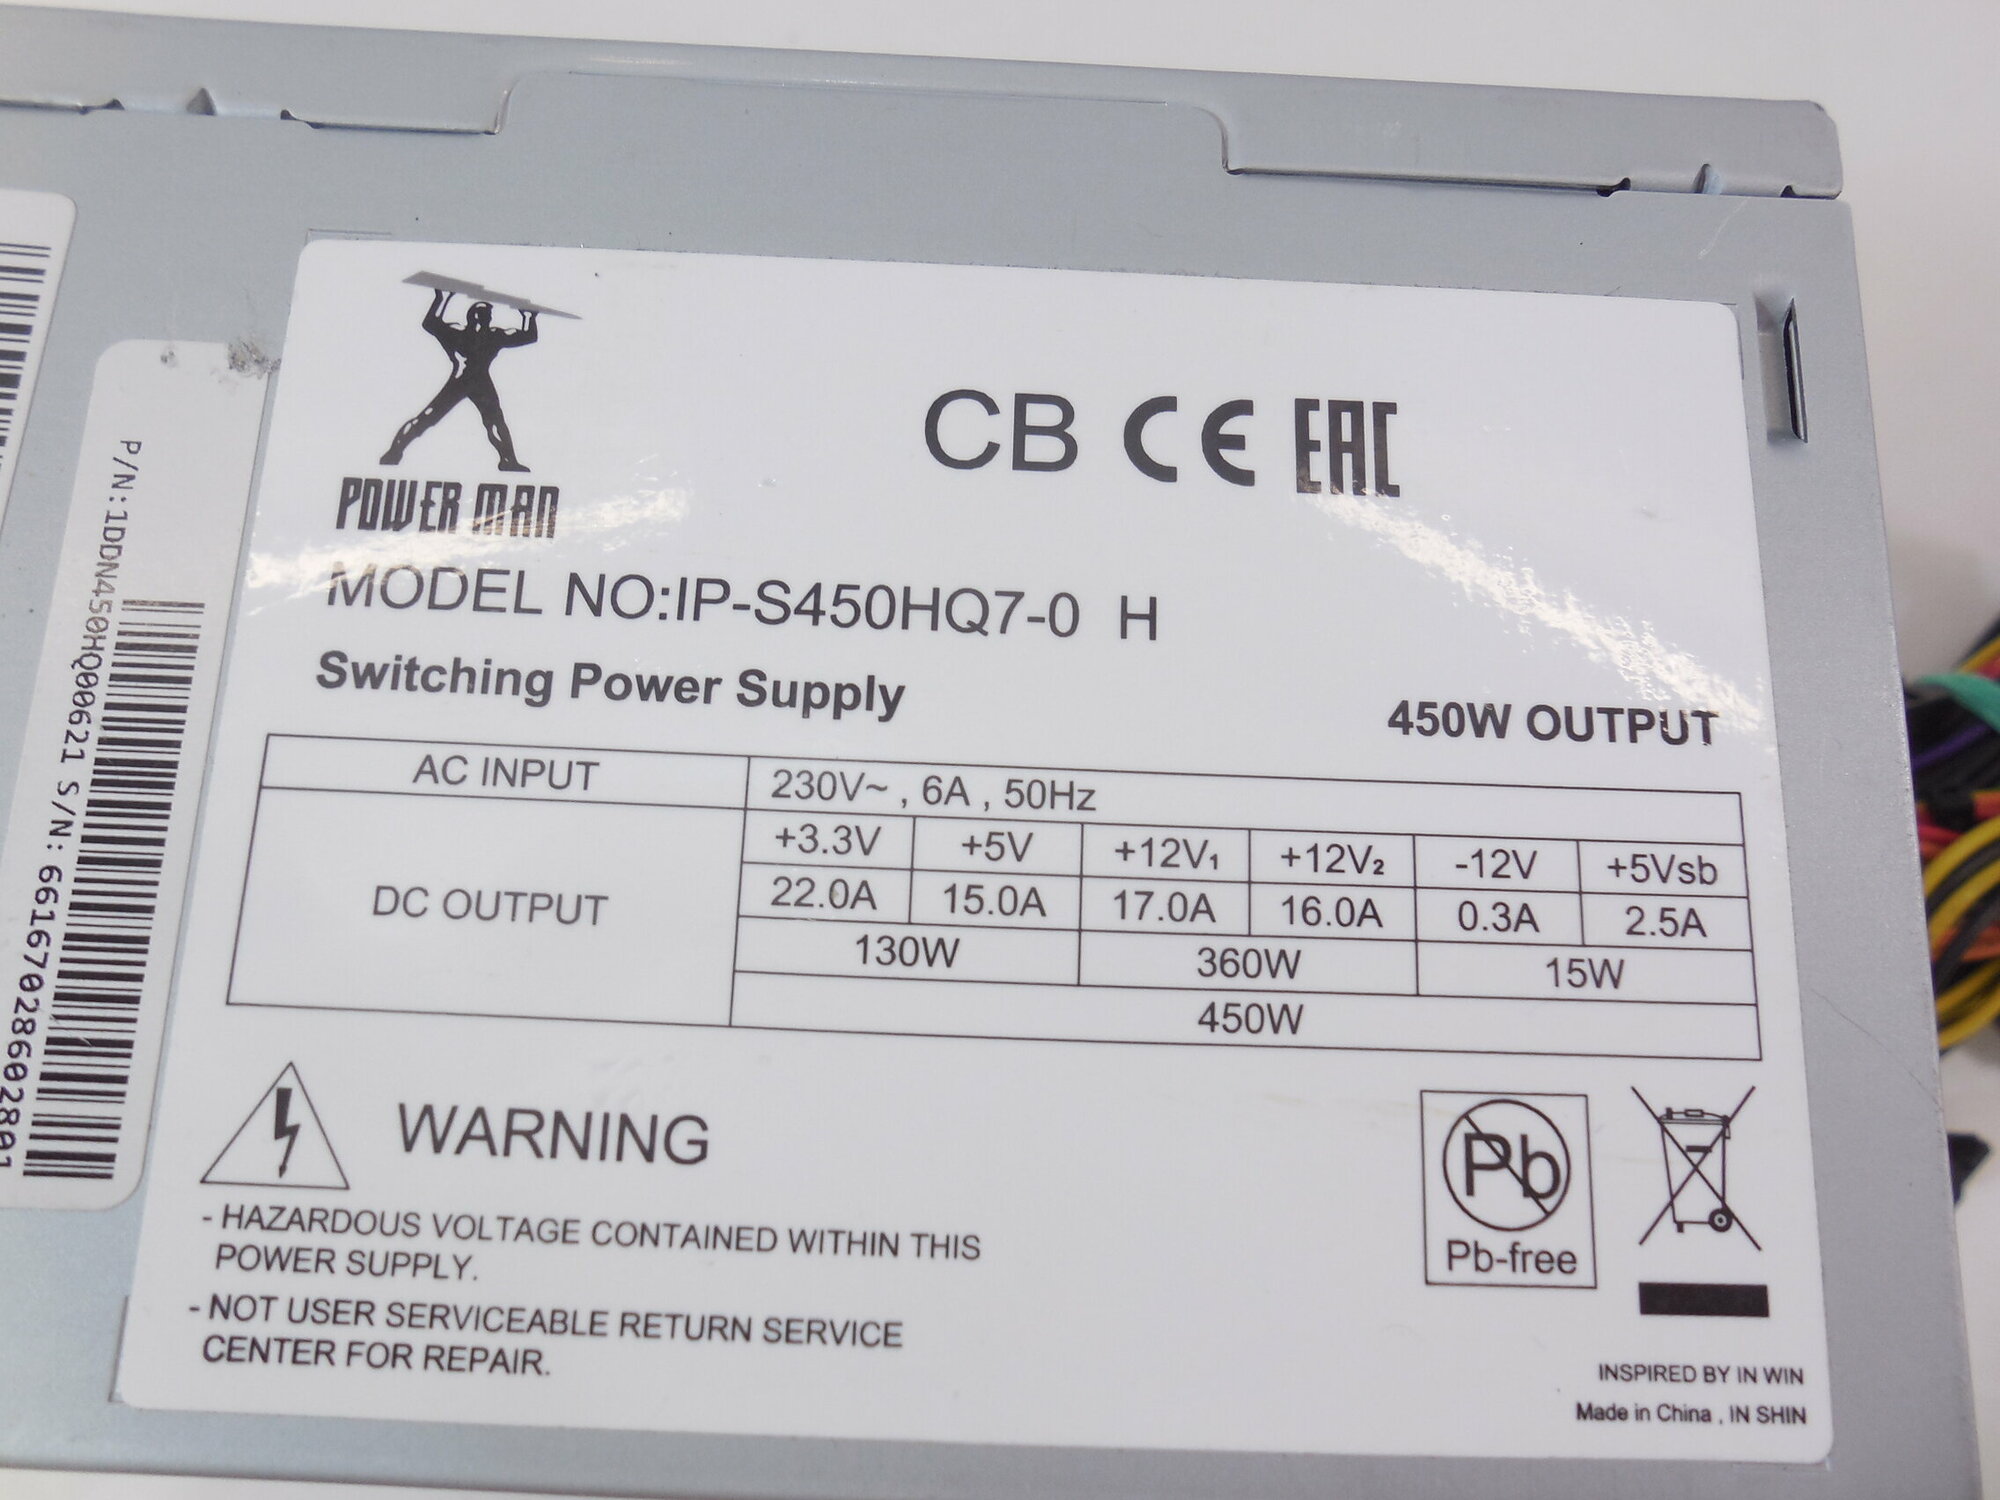 P/N:1DDN450HQ000621 S/N: 66167028602801
POWER MAN
CB CE EAC
MODEL NO:IP-S450HQ7-0 H
Switching Power Supply
450W OUTPUT
AC INPUT 230V~ , 6A , 50Hz
DC OUTPUT
+3.3V +5V +12V₁ +12V₂ -12V +5Vsb
22.0A 15.0A 17.0A 16.0A 0.3A 2.5A
130W 360W 15W
450W
WARNING
- HAZARDOUS VOLTAGE CONTAINED WITHIN THIS
POWER SUPPLY.
- NOT USER SERVICEABLE RETURN SERVICE
CENTER FOR REPAIR.
Pb
Pb-free
INSPIRED BY IN WIN
Made in China , IN SHIN